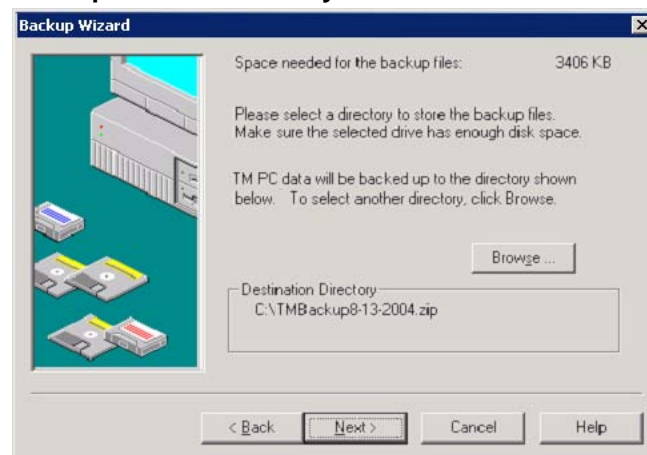 Backup Wizard
Space needed for the backup files: 3406 KB
Please select a directory to store the backup files.
Make sure the selected drive has enough disk space.
TM PC data will be backed up to the directory shown
below. To select another directory, click Browse.
Browse ...
Destination Directory
C:\TMBackup8-13-2004.zip
< Back
Next >
Cancel
Help